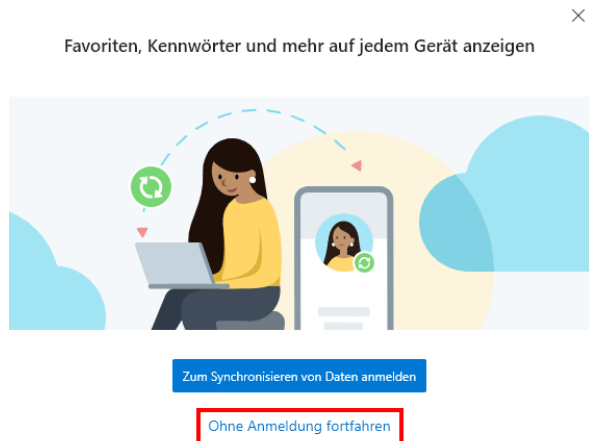 Favoriten, Kennwörter und mehr auf jedem Gerät anzeigen
Zum Synchronisieren von Daten anmelden
Ohne Anmeldung fortfahren